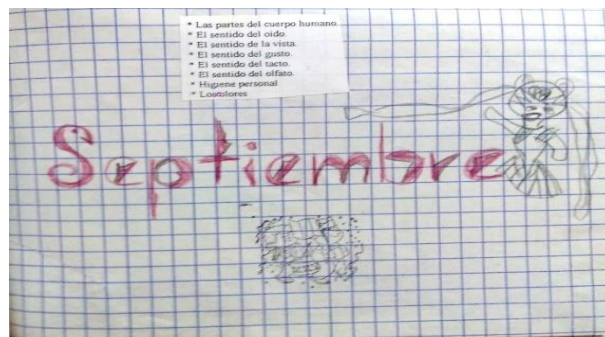 * Las partes del cuerpo humano.
* El sentido del oido.
* El sentido de la vista.
* El sentido del gusto.
* El sentido del tacto.
* El sentido del olfato.
* Higiene personal
* Los colores
Septiembre